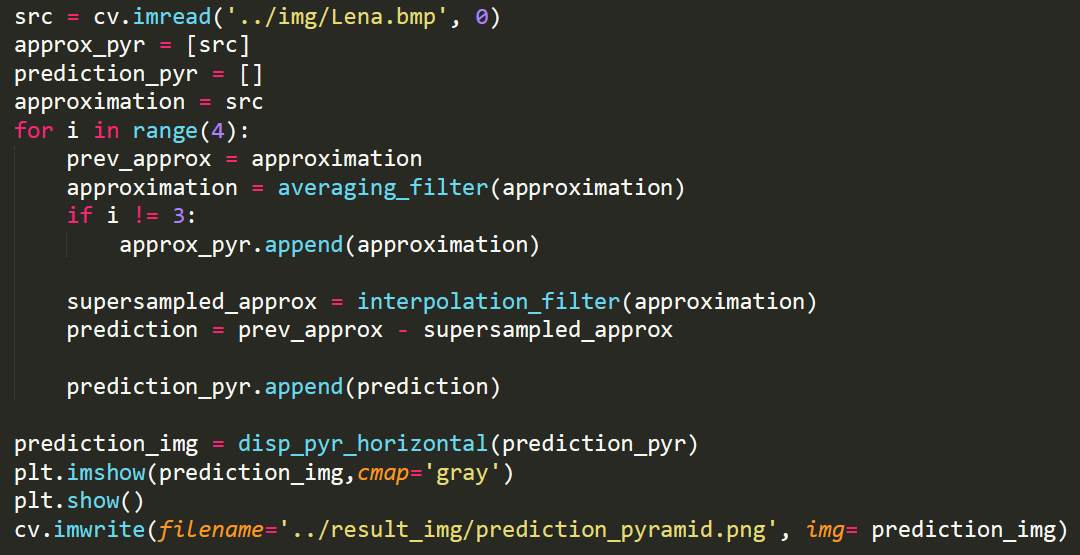 src = cv.imread('../img/Lena.bmp', 0)
approx_pyr = [src]
prediction_pyr = []
approximation = src
for i in range(4):
    prev_approx = approximation
    approximation = averaging_filter(approximation)
    if i != 3:
        approx_pyr.append(approximation)
    supersampled_approx = interpolation_filter(approximation)
    prediction = prev_approx - supersampled_approx
    prediction_pyr.append(prediction)
prediction_img = disp_pyr_horizontal(prediction_pyr)
plt.imshow(prediction_img,cmap='gray')
plt.show()
cv.imwrite(filename='../result_img/prediction_pyramid.png', img= prediction_img)